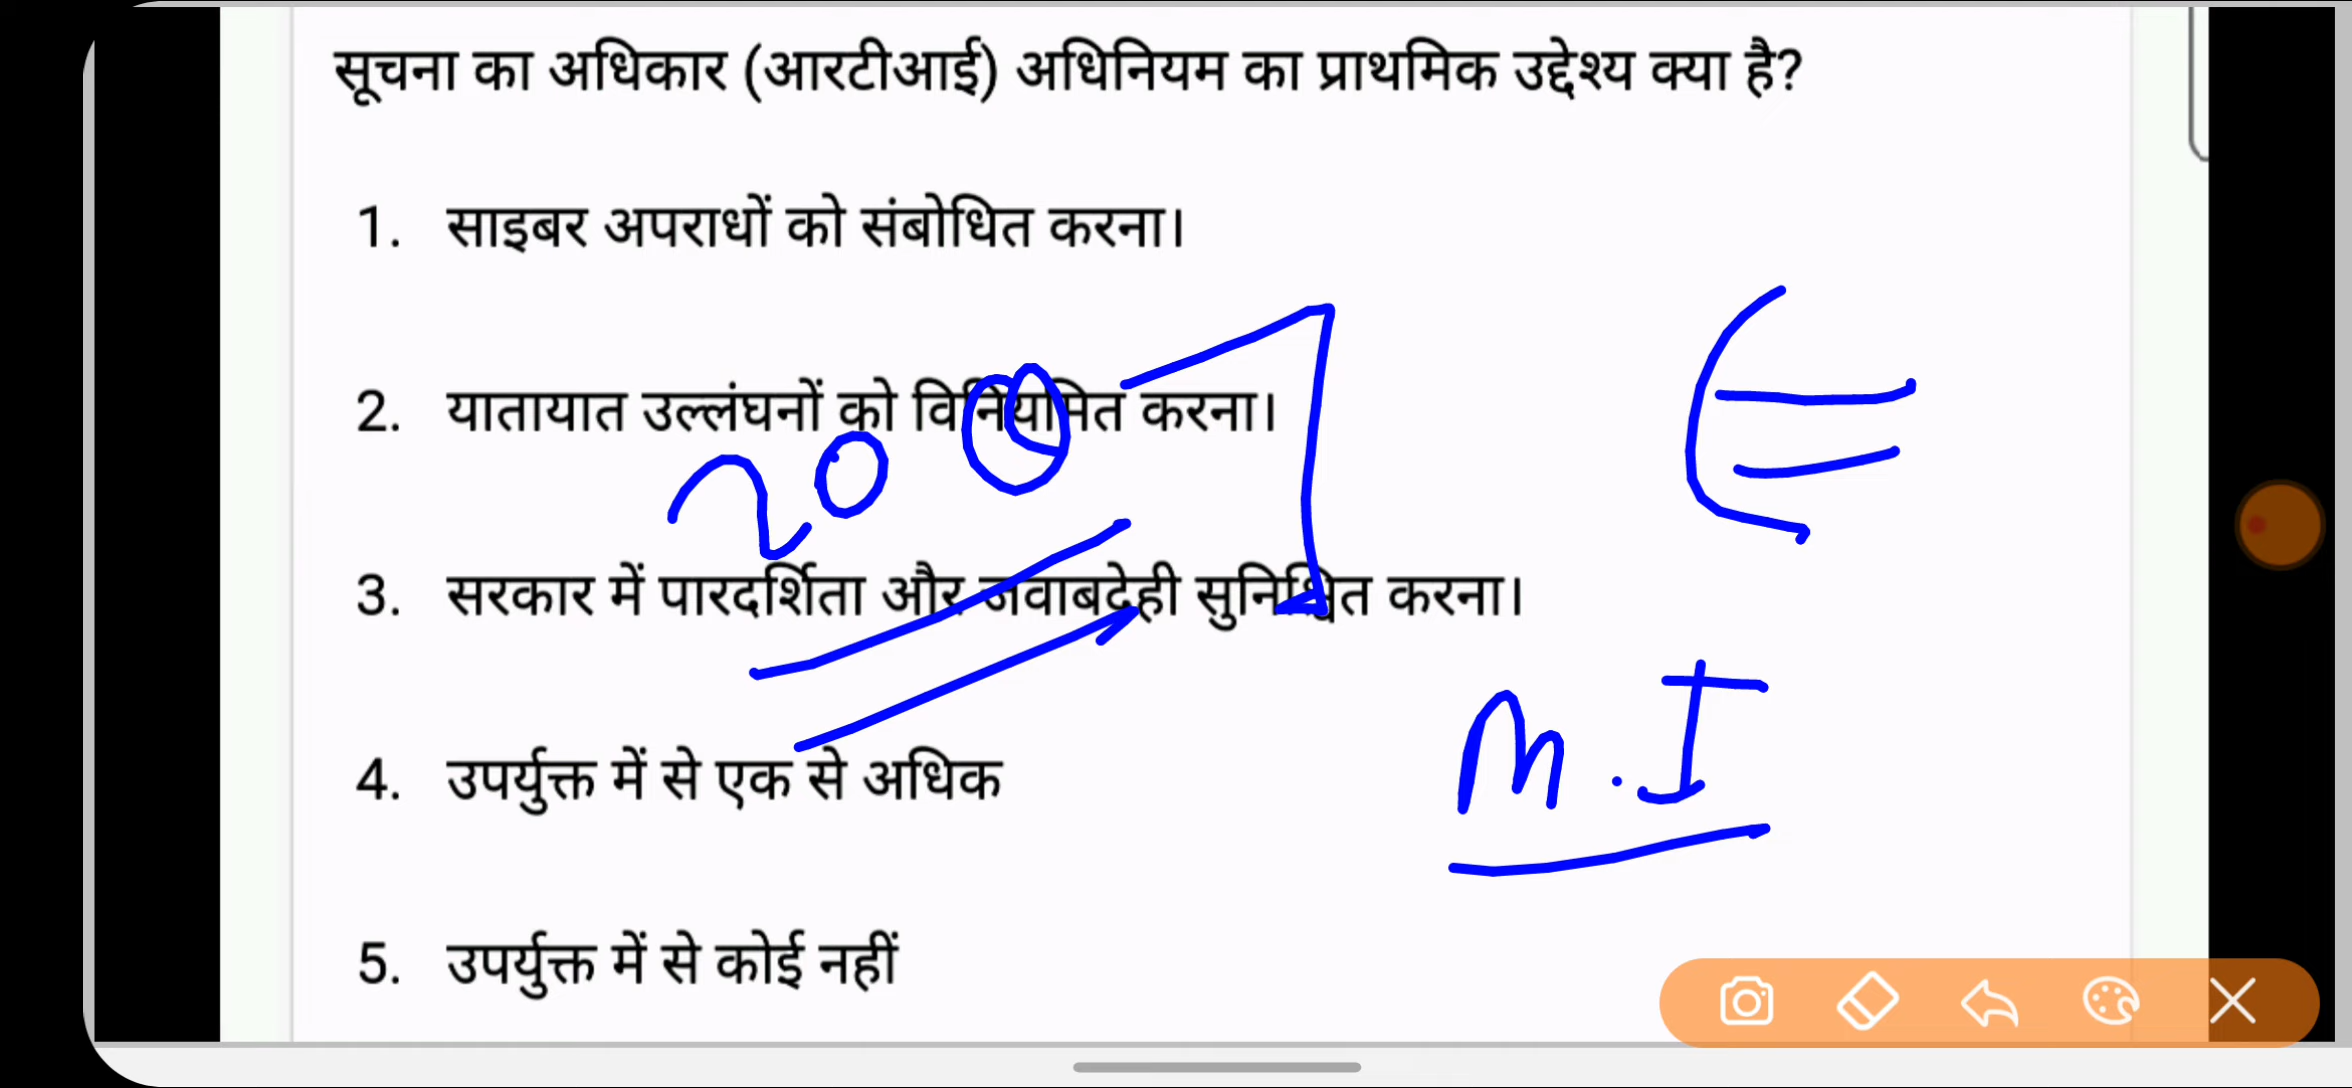 सूचना का अधिकार (आरटीआई) अधिनियम का प्राथमिक उद्देश्य क्या है?
1. साइबर अपराधों को संबोधित करना।
2. यातायात उल्लंघनों को विनियमित करना।
3. सरकार में पारदर्शिता और जवाबदेही सुनिश्चित करना।
4. उपर्युक्त में से एक से अधिक
M.I
5. उपर्युक्त में से कोई नहीं